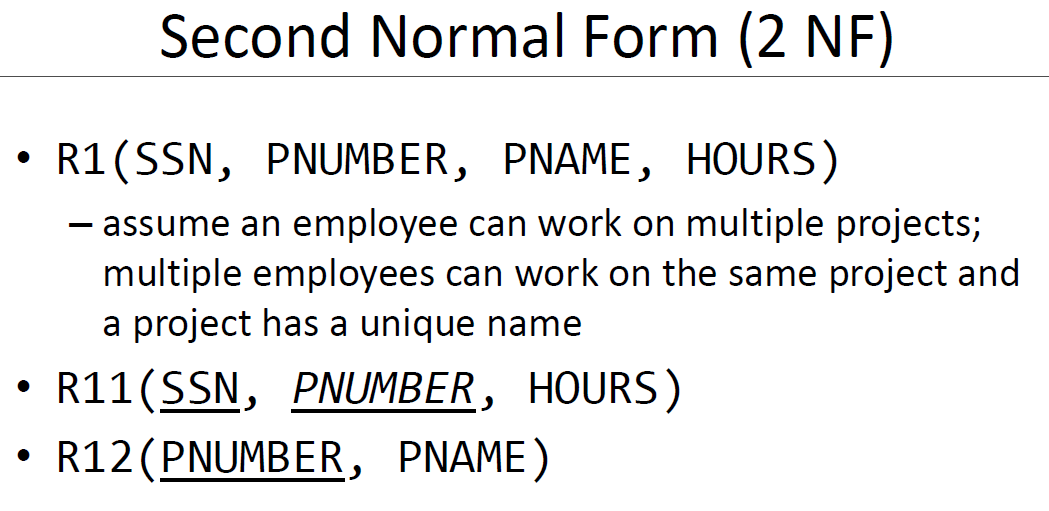 Second Normal Form (2 NF)
• R1(SSN, PNUMBER, PNAME, HOURS)
– assume an employee can work on multiple projects;
multiple employees can work on the same project and
a project has a unique name
• R11(SSN, PNUMBER, HOURS)
• R12(PNUMBER, PNAME)